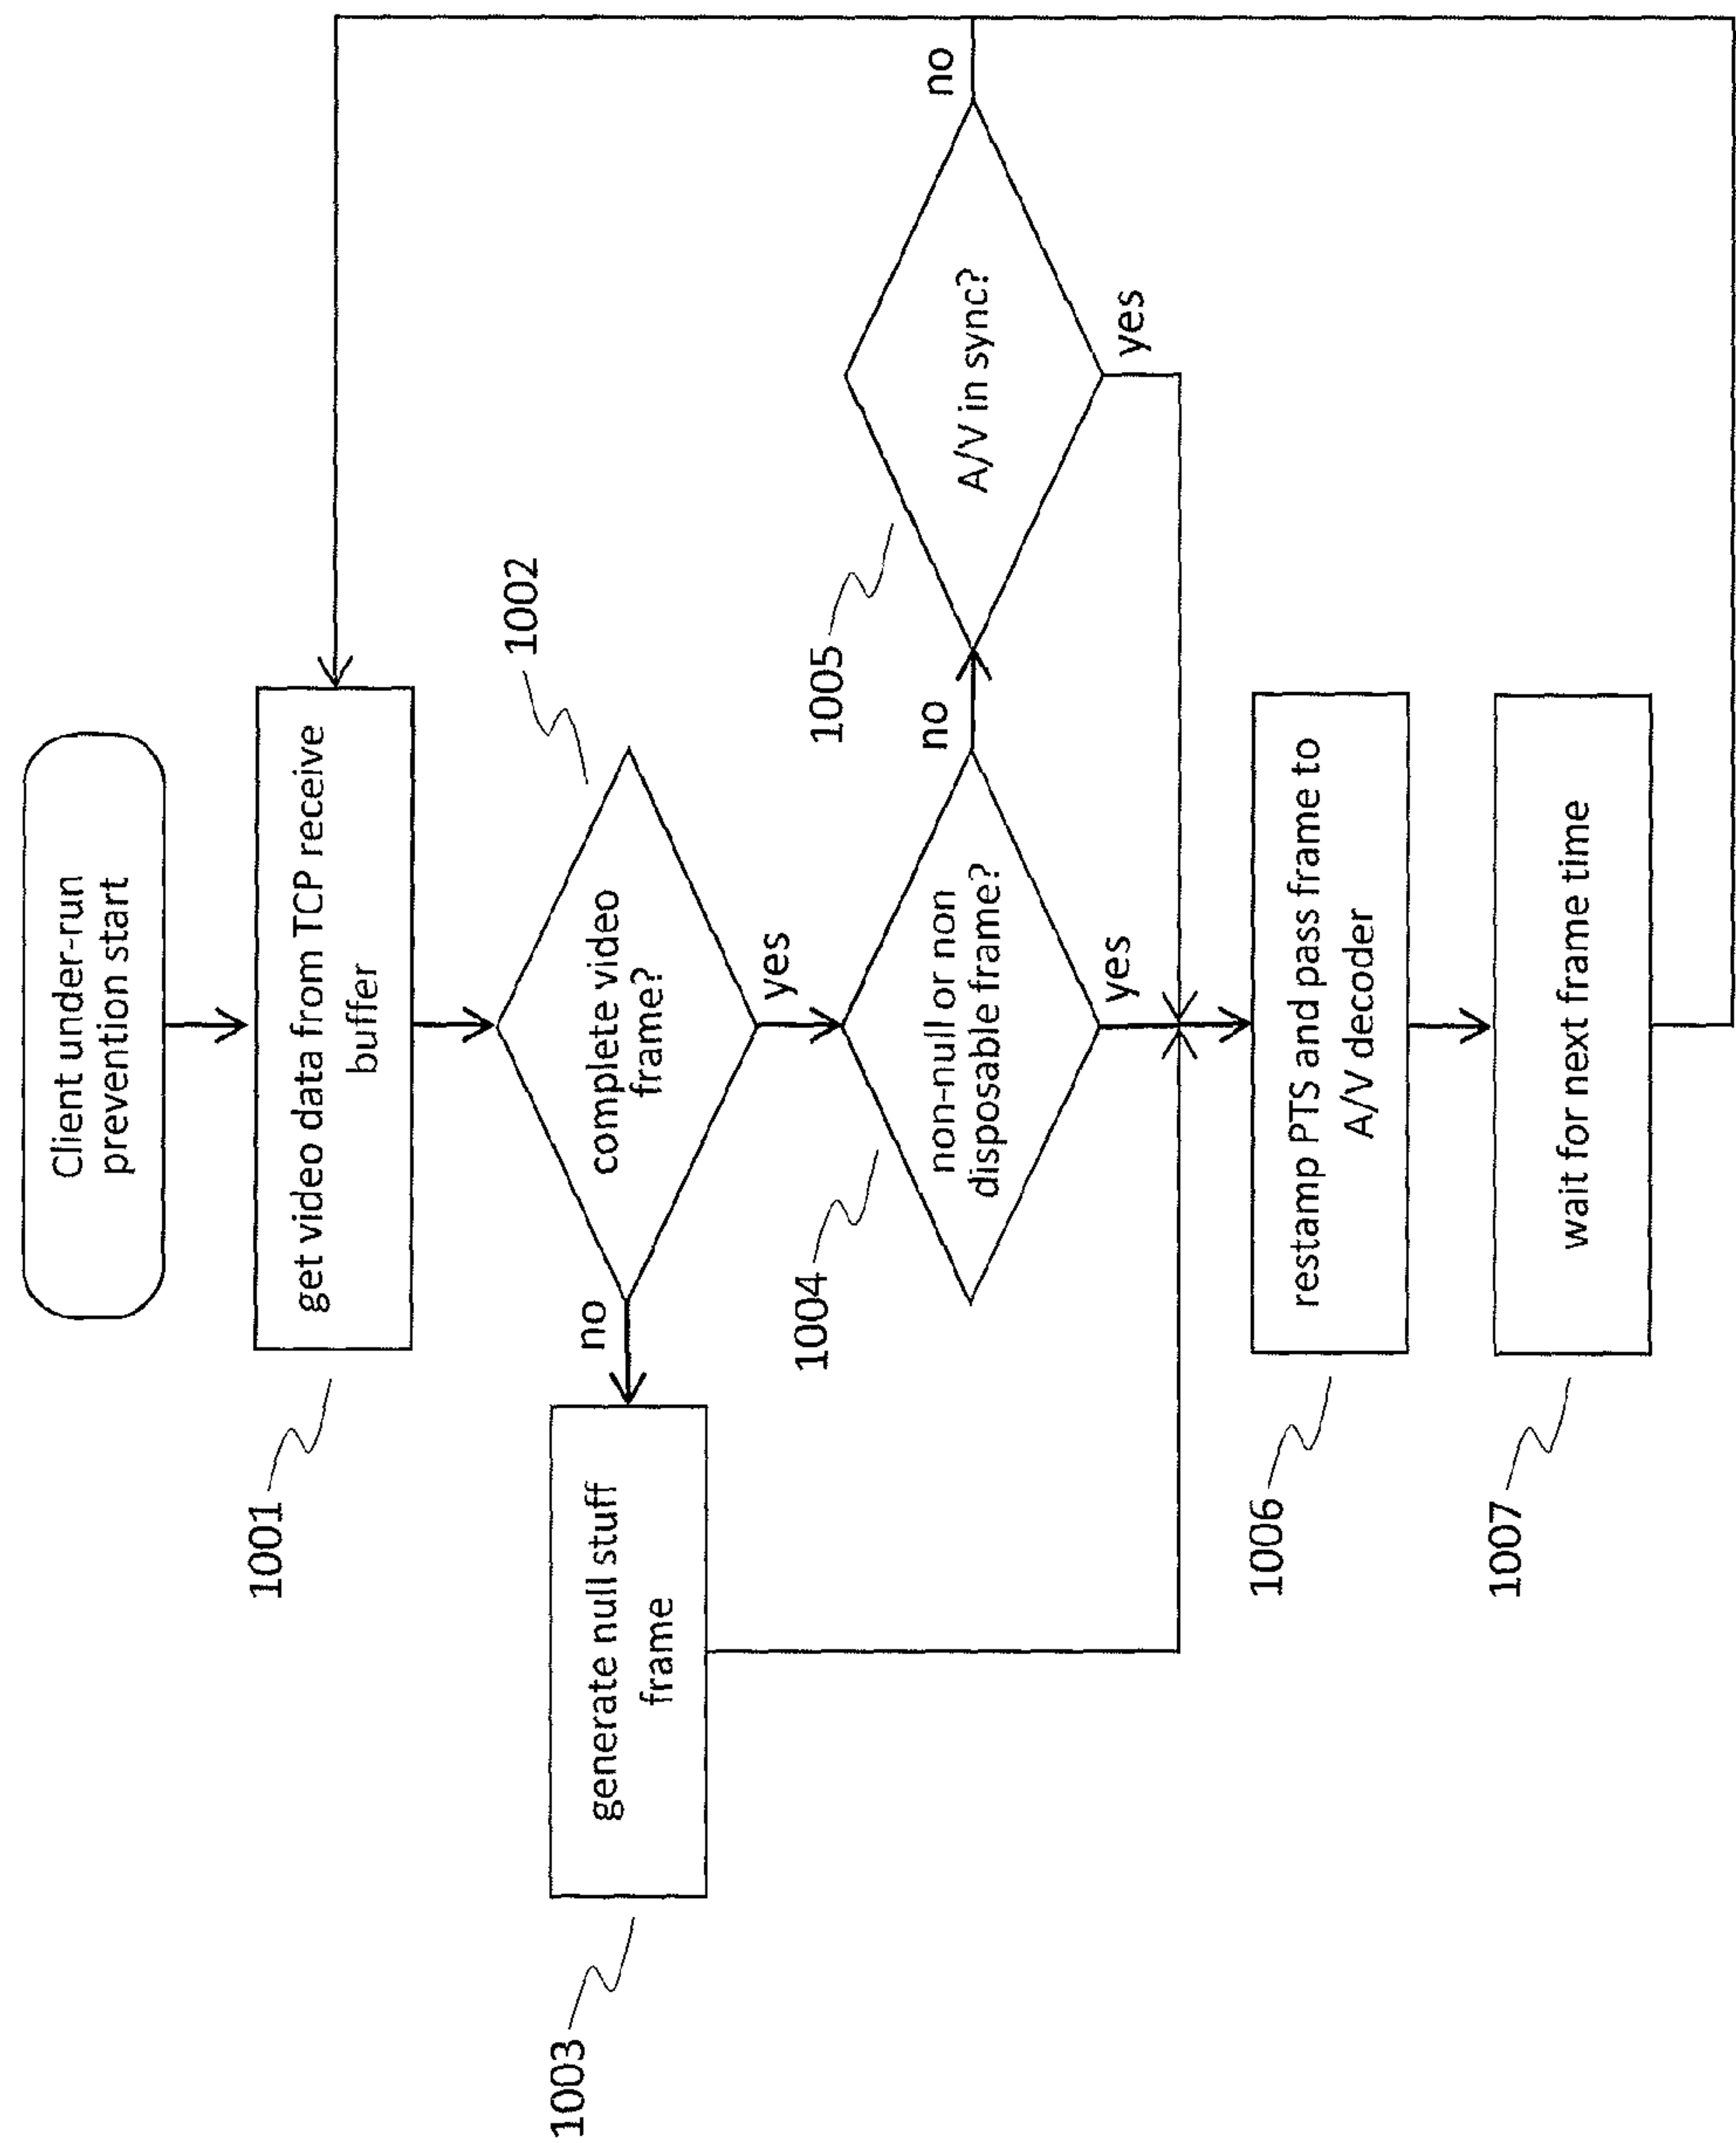 Client under-run
prevention start
1001
get video data from TCP receive
buffer
1002
complete video
frame?
no
yes
1003
generate null stuff
frame
1004
non-null or non
disposable frame?
no
yes
1005
A/V in sync?
no
yes
1006
restamp PTS and pass frame to
A/V decoder
1007
wait for next frame time